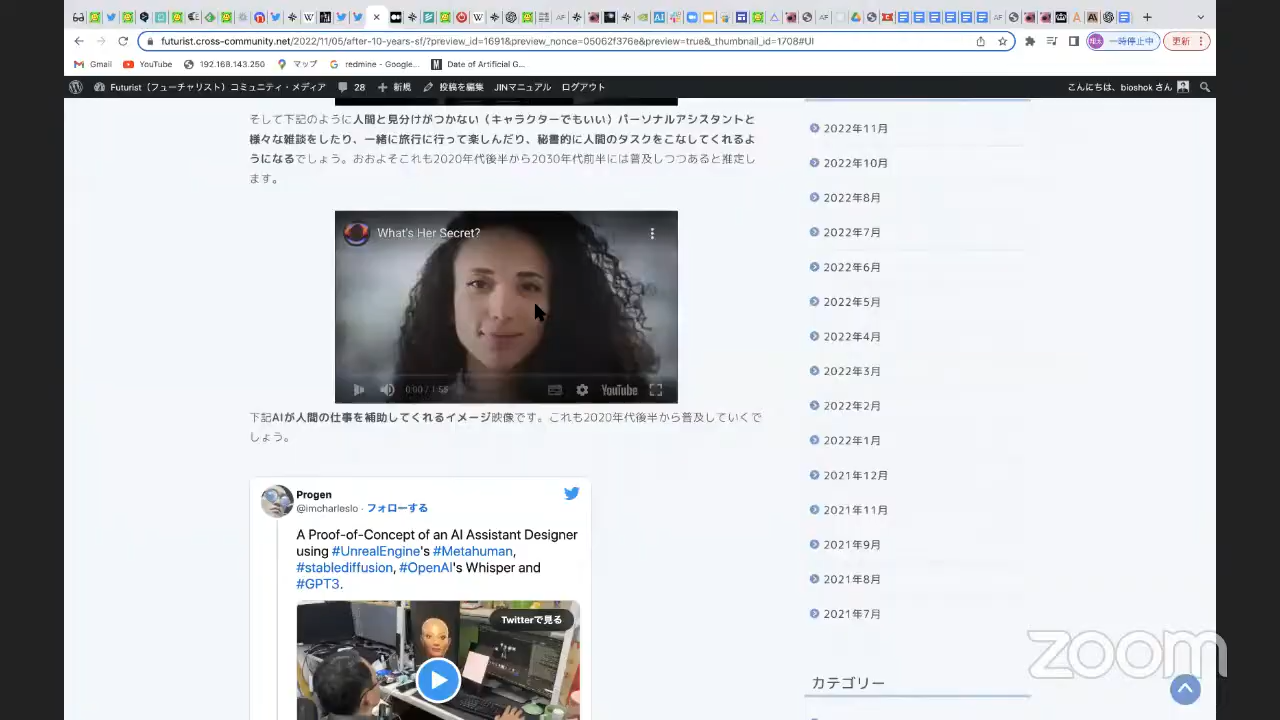 futurist.cross-community.net/2022/11/05/after-10-years-sf/?preview_id=1691&preview_nonce=05062f376e&preview=true&_thumbnail_id=1708#UI
一時停止中
更新
Gmail
YouTube
192.168.143.250
マップ
redmine - Google...
Date of Artificial G...
Futurist（フューチャリスト）コミュニティ・メディア
28
新規
投稿を編集
JINマニュアル
ログアウト
こんにちは、bioshok さん
そして下記のように人間と見分けがつかない（キャラクターでもいい）パーソナルアシスタントと
様々な雑談をしたり、一緒に旅行に行って楽しんだり、秘書的に人間のタスクをこなしてくれるよ
うになるでしょう。おおよそこれも2020年代後半から2030年代前半には普及しつつあると推定し
ます。
What's Her Secret?
0:00 / 1:55
YouTube
下記AIが人間の仕事を補助してくれるイメージ映像です。これも2020年代後半から普及していくで
しょう。
Progen
@imcharleslo · フォローする
A Proof-of-Concept of an AI Assistant Designer
using #UnrealEngine's #Metahuman,
#stablediffusion, #OpenAI's Whisper and
#GPT3.
Twitterで見る
2022年11月
2022年10月
2022年8月
2022年7月
2022年6月
2022年5月
2022年4月
2022年3月
2022年2月
2022年1月
2021年12月
2021年11月
2021年9月
2021年8月
2021年7月
カテゴリー
zoom